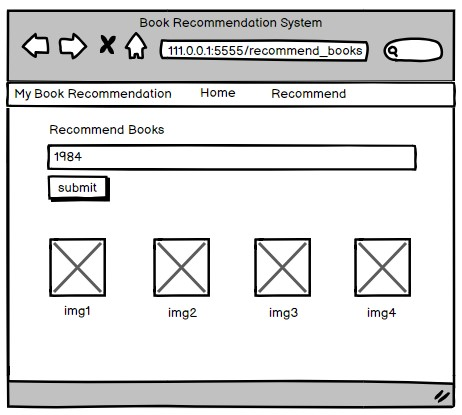 Book Recommendation System
111.0.0.1:5555/recommend_books
My Book Recommendation Home Recommend
Recommend Books
1984
submit
img1 img2 img3 img4